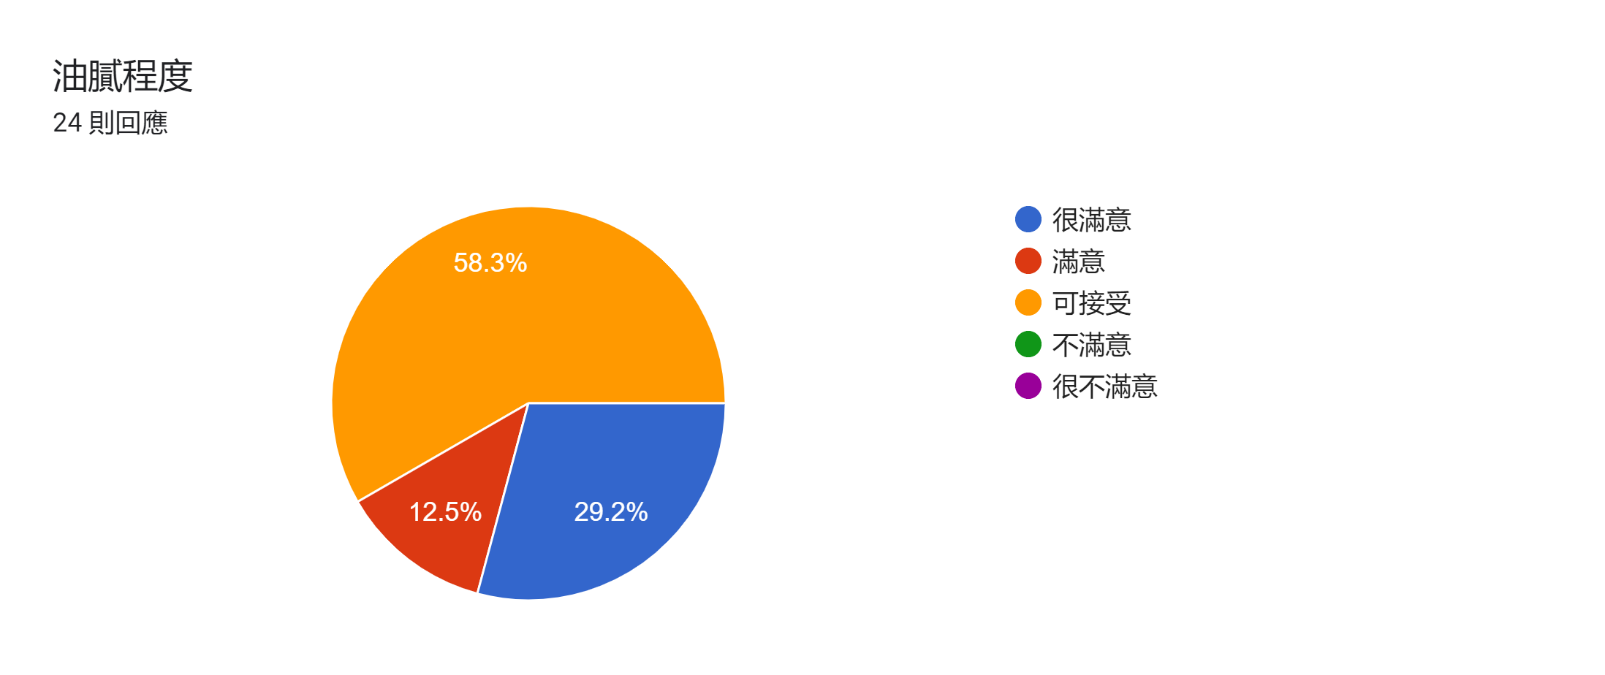 油膩程度
24 則回應
58.3%
12.5%
29.2%
很滿意
滿意
可接受
不滿意
很不滿意